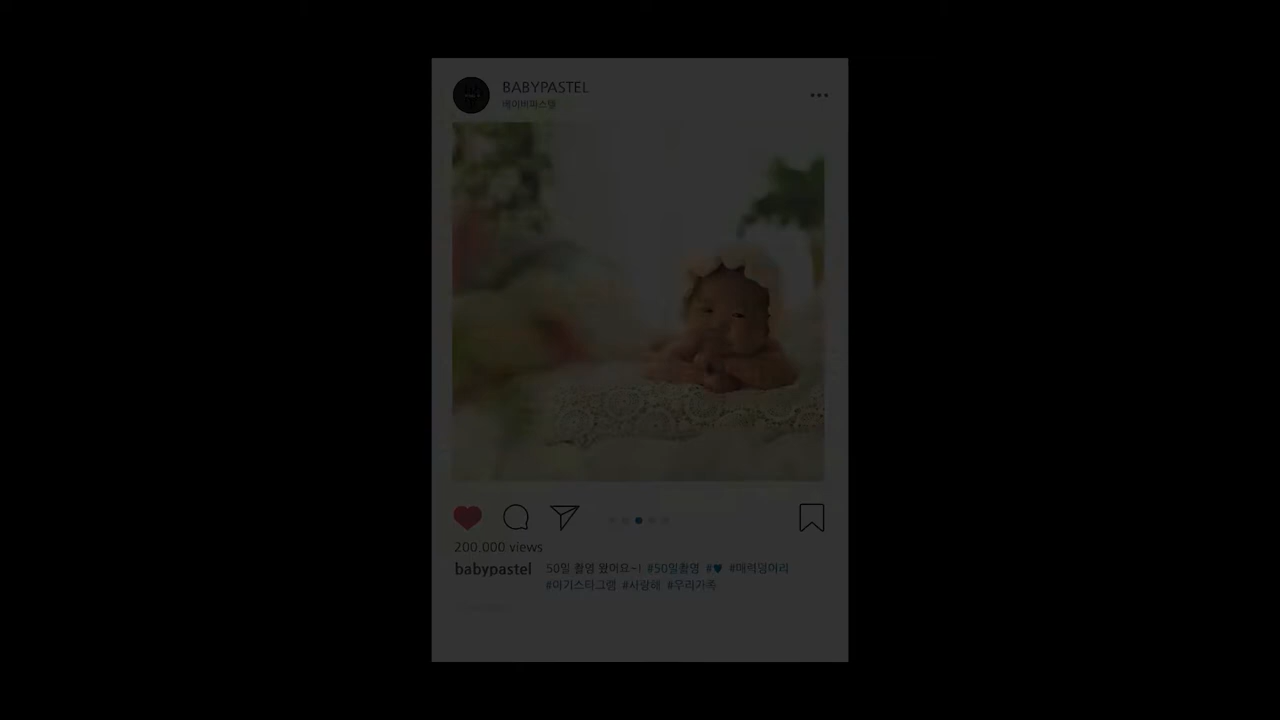 BABYPASTEL
베이비파스텔
200.000 views
babypastel 50일 촬영 왔어요~! #50일촬영 #♥ #매력덩어리
#아기스타그램 #사랑해 #우리가족